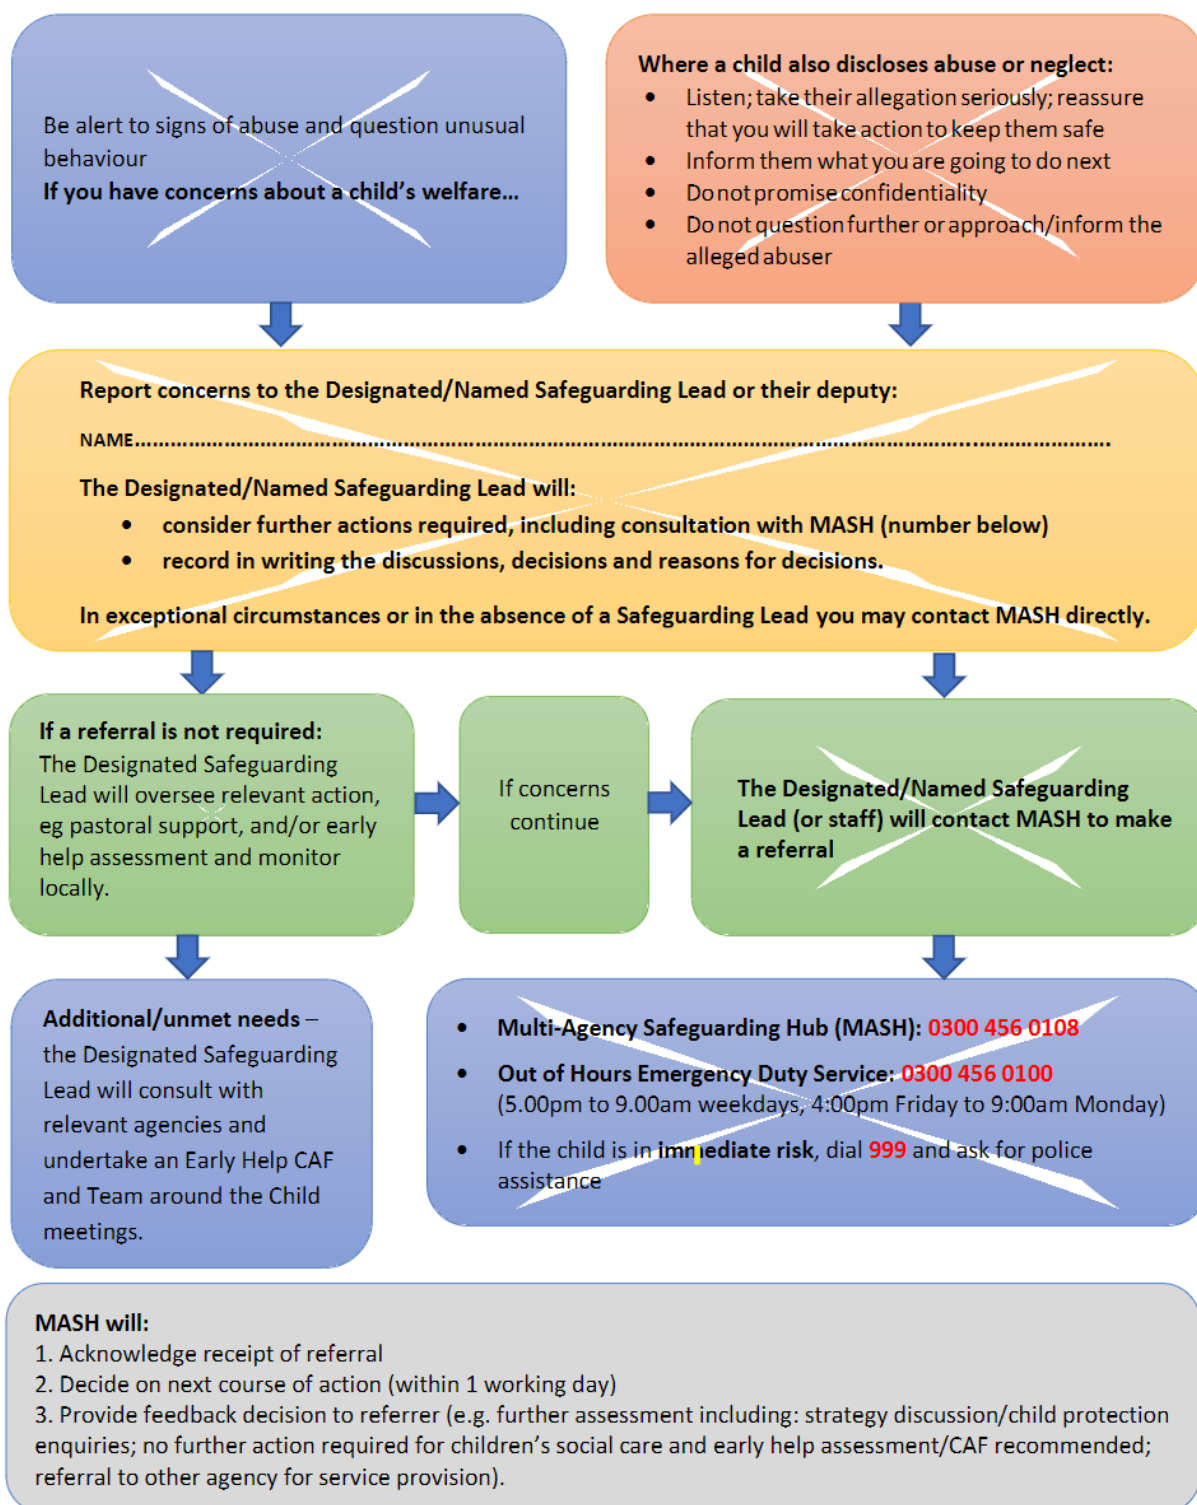 Be alert to signs of abuse and question unusual
behaviour
If you have concerns about a child's welfare...
Where a child also discloses abuse or neglect:
• Listen; take their allegation seriously; reassure
that you will take action to keep them safe
• Inform them what you are going to do next
• Do not promise confidentiality
• Do not question further or approach/inform the
alleged abuser
Report concerns to the Designated/Named Safeguarding Lead or their deputy:
NAME..........................................................................................................................................................
The Designated/Named Safeguarding Lead will:
• consider further actions required, including consultation with MASH (number below)
• record in writing the discussions, decisions and reasons for decisions.
In exceptional circumstances or in the absence of a Safeguarding Lead you may contact MASH directly.
If a referral is not required:
The Designated Safeguarding
Lead will oversee relevant action,
eg pastoral support, and/or early
help assessment and monitor
locally.
If concerns
continue
The Designated/Named Safeguarding
Lead (or staff) will contact MASH to make
a referral
Additional/unmet needs –
the Designated Safeguarding
Lead will consult with
relevant agencies and
undertake an Early Help CAF
and Team around the Child
meetings.
• Multi-Agency Safeguarding Hub (MASH): 0300 456 0108
• Out of Hours Emergency Duty Service: 0300 456 0100
(5.00pm to 9.00am weekdays, 4:00pm Friday to 9:00am Monday)
• If the child is in immediate risk, dial 999 and ask for police
assistance
MASH will:
1. Acknowledge receipt of referral
2. Decide on next course of action (within 1 working day)
3. Provide feedback decision to referrer (e.g. further assessment including: strategy discussion/child protection
enquiries; no further action required for children's social care and early help assessment/CAF recommended;
referral to other agency for service provision).